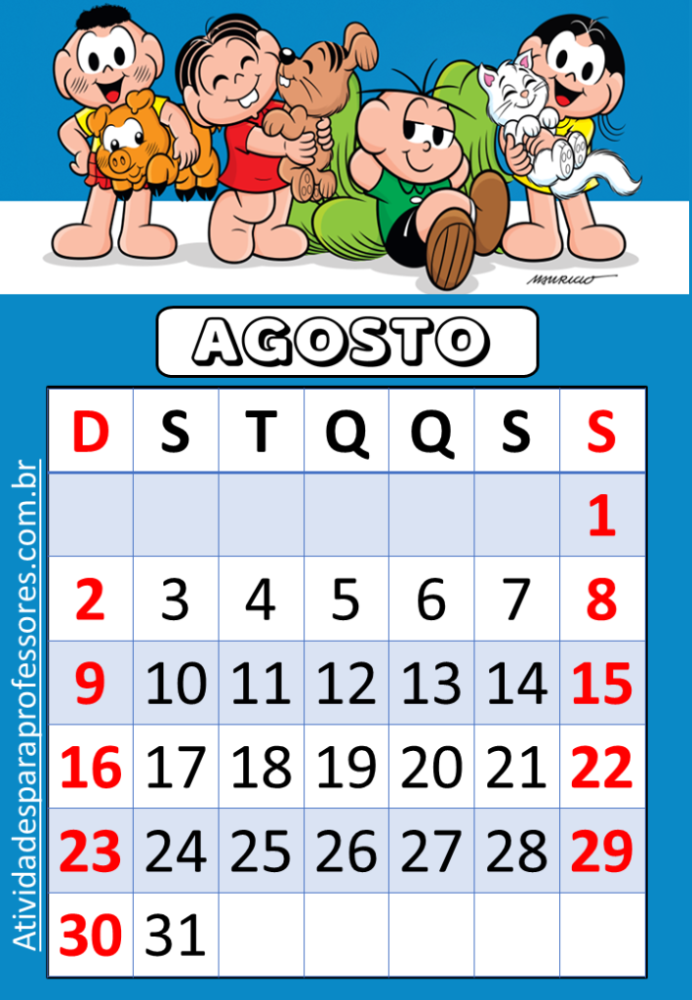 MAURICIO
AGOSTO
D S T Q Q S S
1
2 3 4 5 6 7 8
9 10 11 12 13 14 15
16 17 18 19 20 21 22
23 24 25 26 27 28 29
30 31
Atividadesparaprofessores.com.br